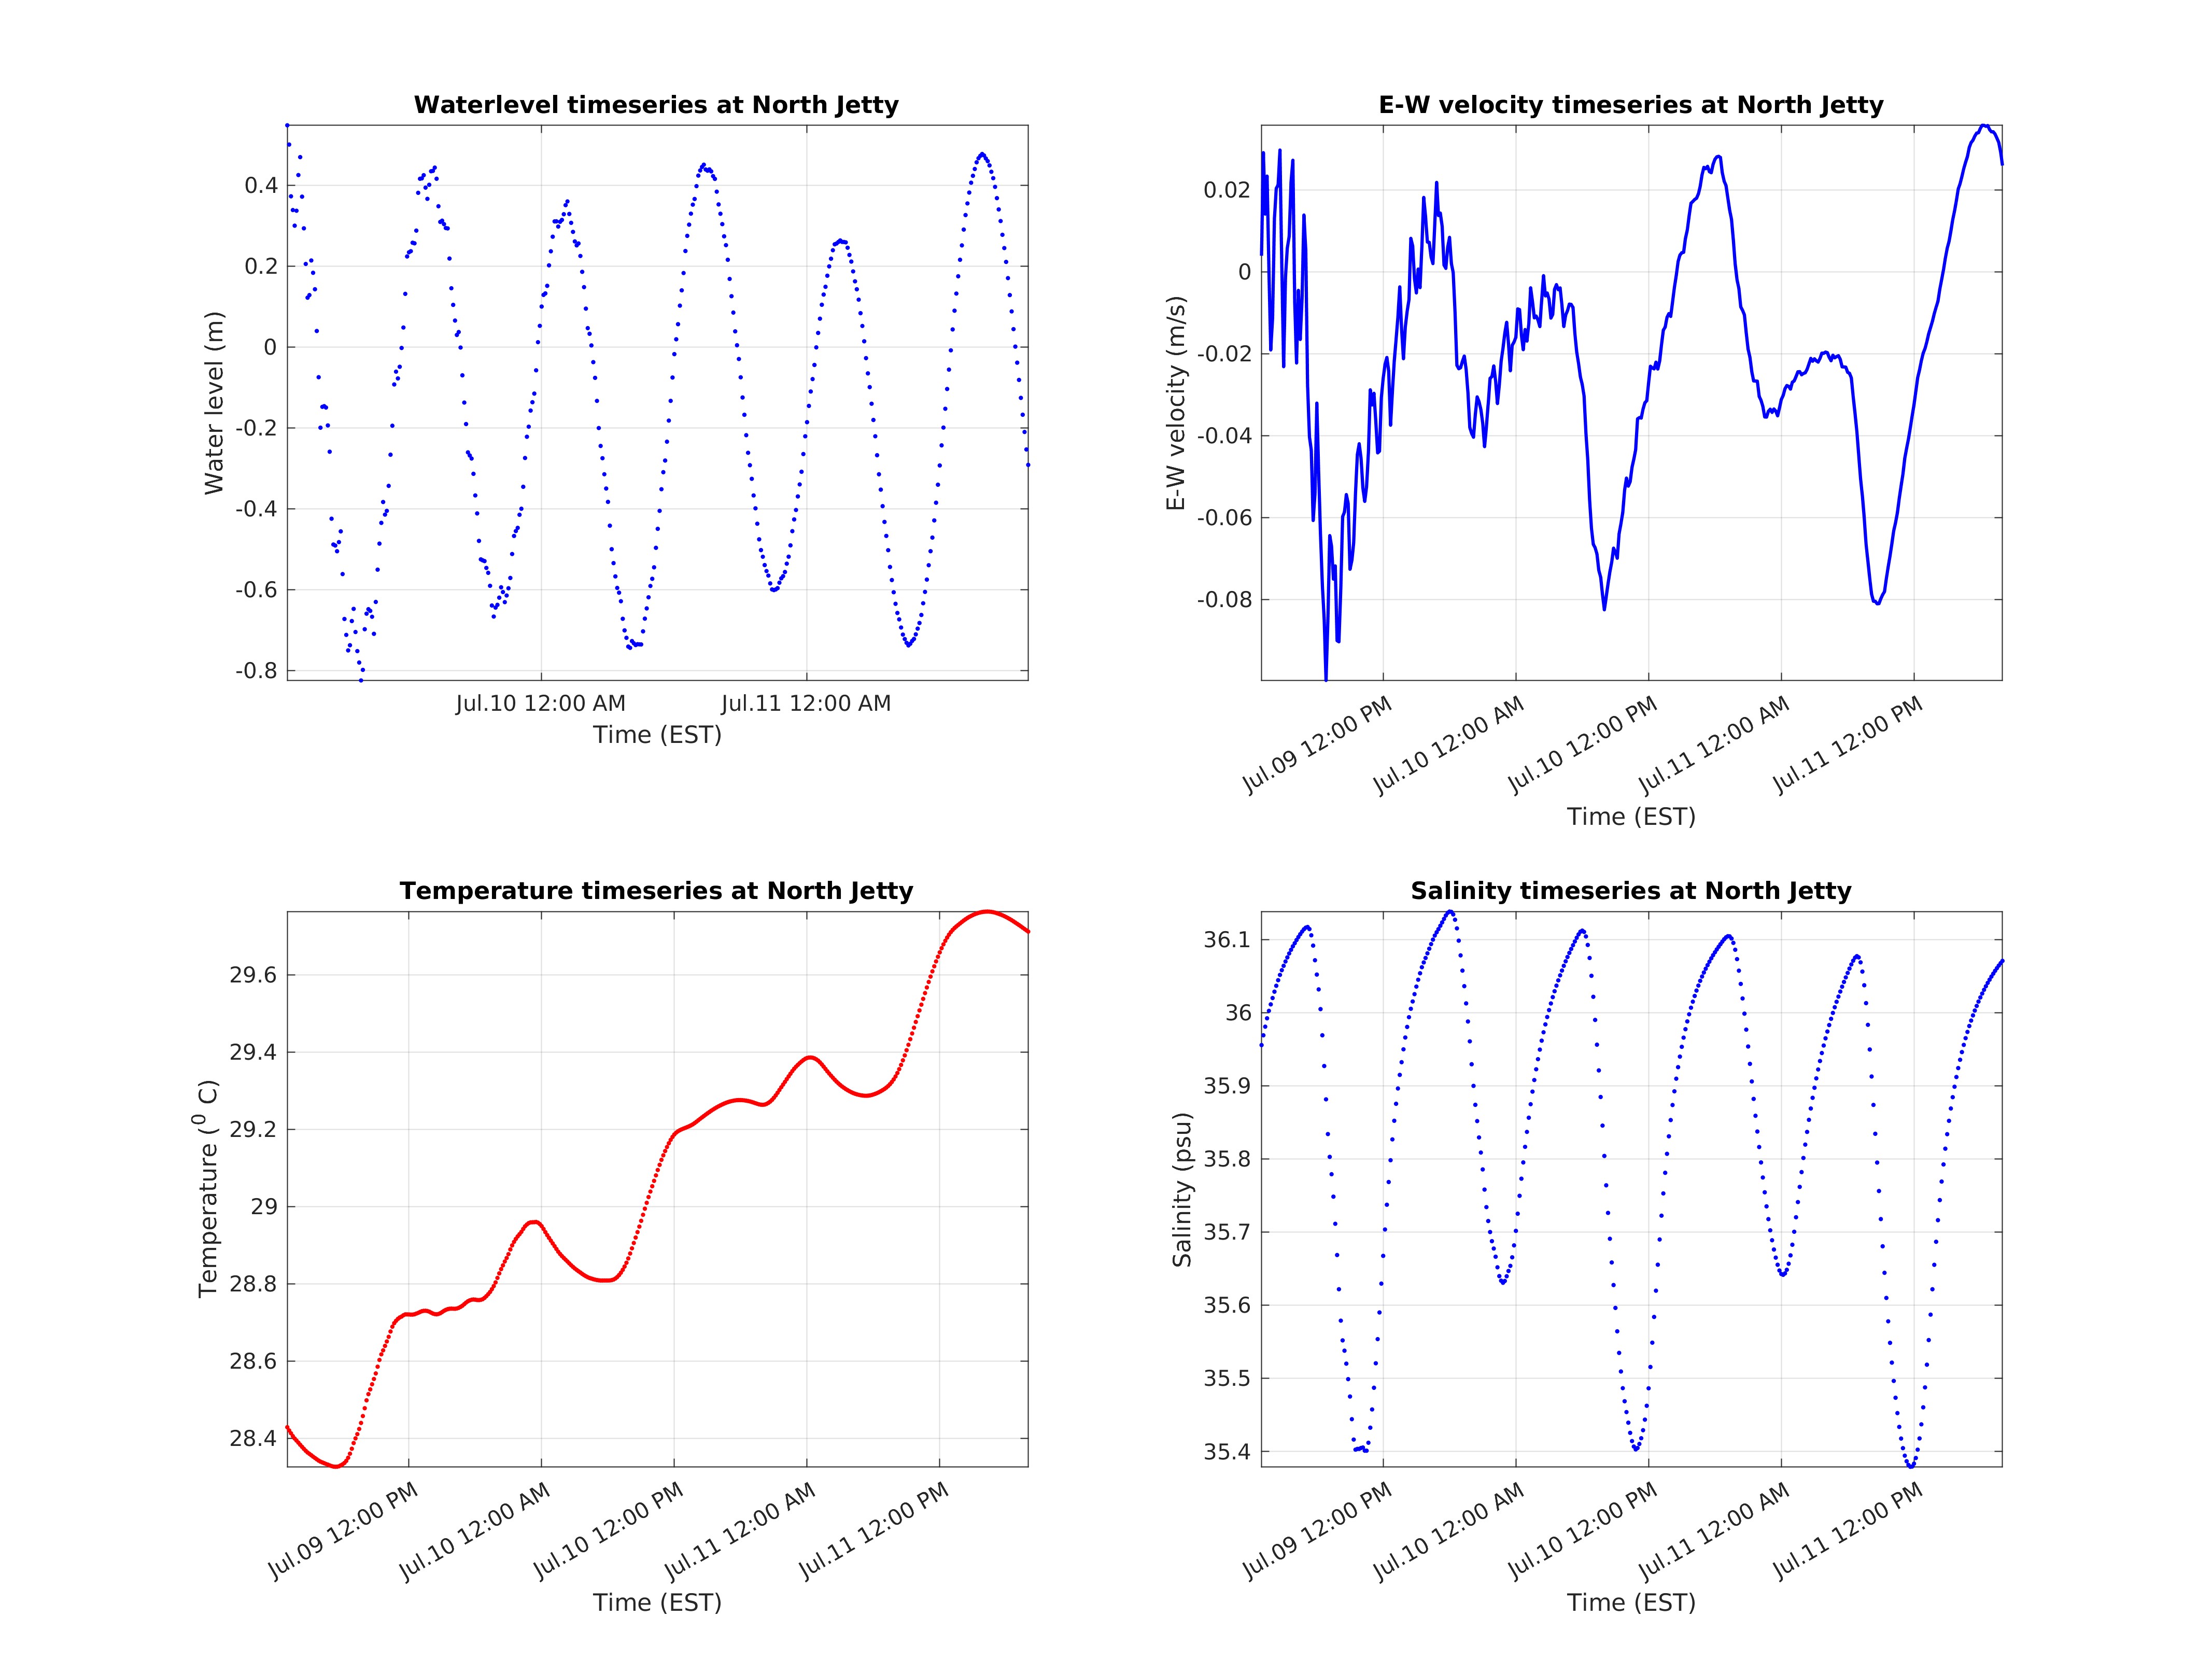 Waterlevel timeseries at North Jetty
0.4
0.2
0
-0.2
-0.4
-0.6
-0.8
Water level (m)
Jul.10 12:00 AM
Jul.11 12:00 AM
Time (EST)
E-W velocity timeseries at North Jetty
0.02
0
-0.02
-0.04
-0.06
-0.08
E-W velocity (m/s)
Jul.09 12:00 PM
Jul.10 12:00 AM
Jul.10 12:00 PM
Jul.11 12:00 AM
Jul.11 12:00 PM
Time (EST)
Temperature timeseries at North Jetty
29.6
29.4
29.2
29
28.8
28.6
28.4
Temperature (⁰ C)
Jul.09 12:00 PM
Jul.10 12:00 AM
Jul.10 12:00 PM
Jul.11 12:00 AM
Jul.11 12:00 PM
Time (EST)
Salinity timeseries at North Jetty
36.1
36
35.9
35.8
35.7
35.6
35.5
35.4
Salinity (psu)
Jul.09 12:00 PM
Jul.10 12:00 AM
Jul.10 12:00 PM
Jul.11 12:00 AM
Jul.11 12:00 PM
Time (EST)